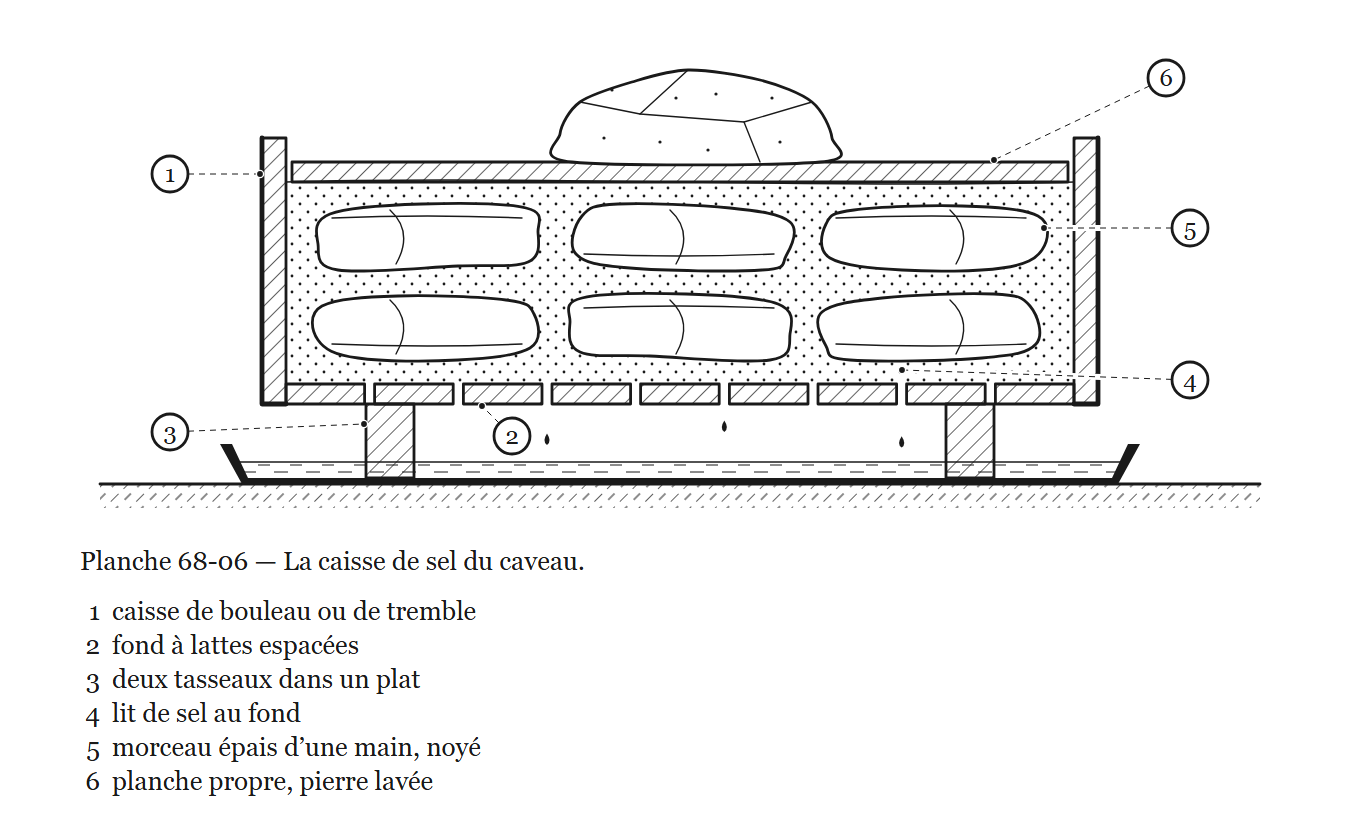 6
1
5
4
3
2
Planche 68-06 — La caisse de sel du caveau.
1 caisse de bouleau ou de tremble
2 fond à lattes espacées
3 deux tasseaux dans un plat
4 lit de sel au fond
5 morceau épais d’une main, noyé
6 planche propre, pierre lavée